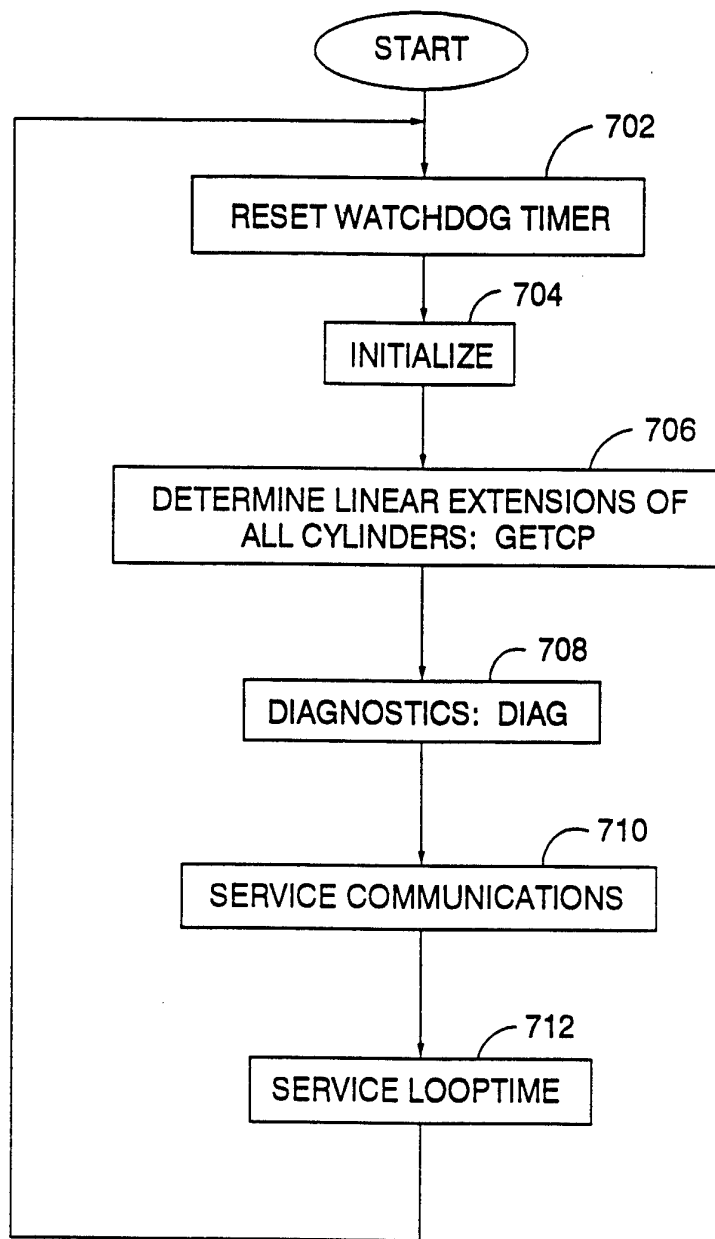 START
702
RESET WATCHDOG TIMER
704
INITIALIZE
706
DETERMINE LINEAR EXTENSIONS OF
ALL CYLINDERS: GETCP
708
DIAGNOSTICS: DIAG
710
SERVICE COMMUNICATIONS
712
SERVICE LOOPTIME